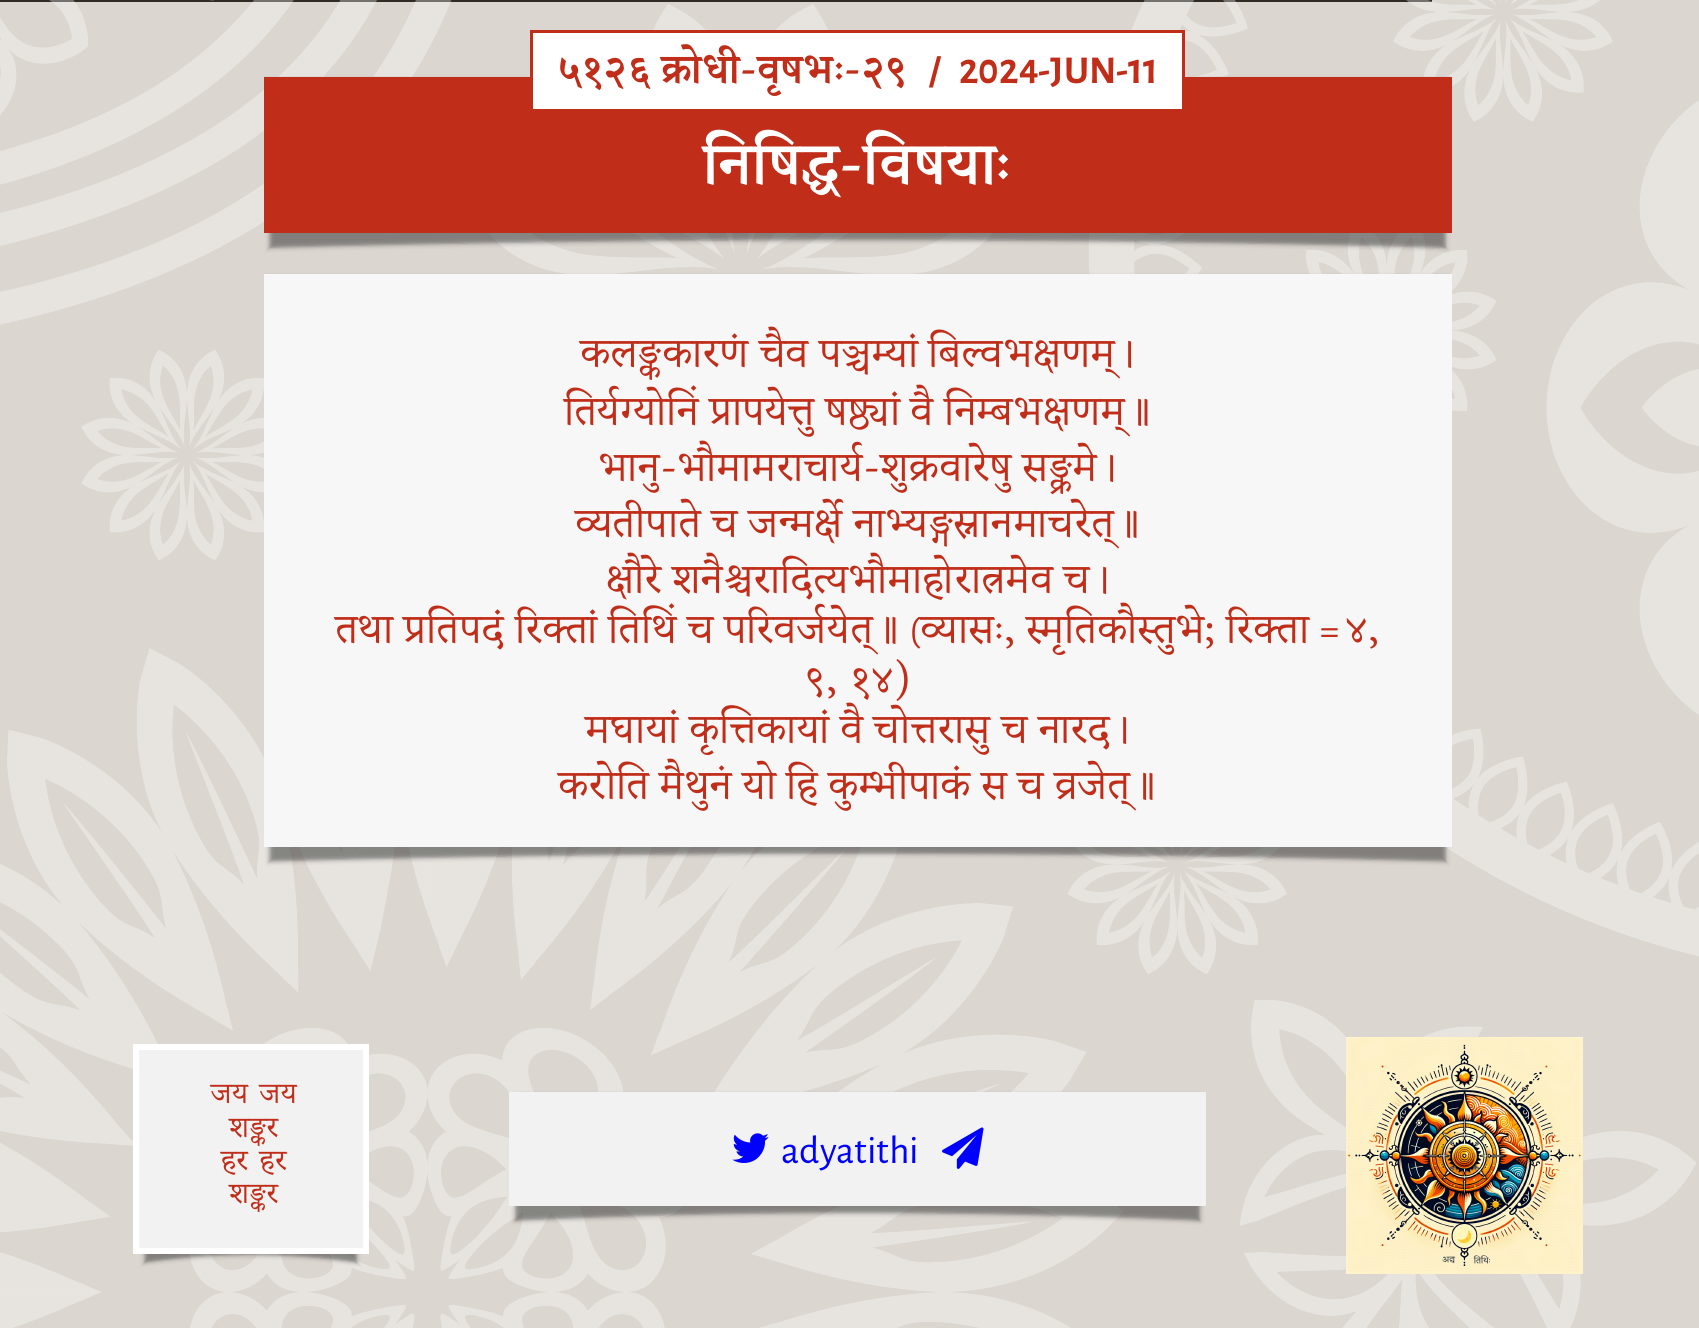 ५१२६ क्रोधी-वृषभः-२९ / 2024-JUN-11
निषिद्ध-विषयाः
कलङ्ककारणं चैव पञ्चम्यां बिल्वभक्षणम्।
तिर्यग्योनिं प्रापयेत्तु षष्ठ्यां वै निम्बभक्षणम्॥
भानु-भौमामराचार्य-शुक्रवारेषु सङ्क्रमे।
व्यतीपाते च जन्मर्क्षे नाभ्यङ्गस्नानमाचरेत्॥
क्षौरे शनैश्चरादित्यभौमाहोरात्रमेव च।
तथा प्रतिपदं रिक्तां तिथिं च परिवर्जयेत्॥ (व्यासः, स्मृतिकौस्तुभे; रिक्ता = ४,
९, १४)
मघायां कृत्तिकायां वै चोत्तरासु च नारद।
करोति मैथुनं यो हि कुम्भीपाकं स च व्रजेत्॥
जय जय
शङ्कर
हर हर
शङ्कर
adyatithi
अद्य तिथिः